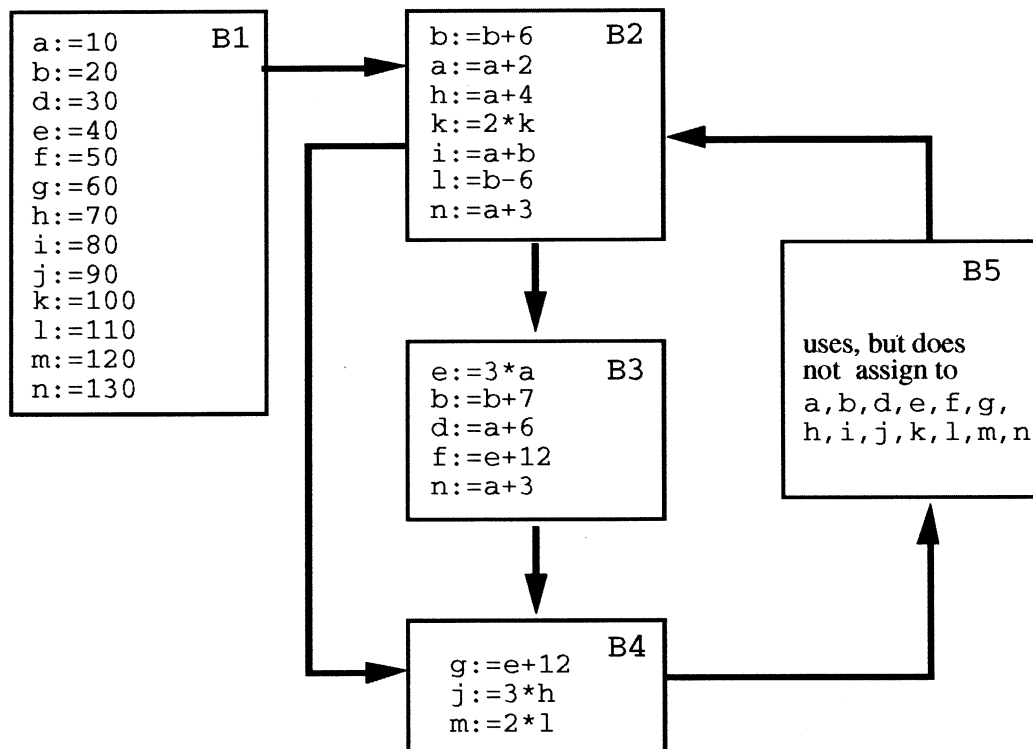 B1
a:=10
b:=20
d:=30
e:=40
f:=50
g:=60
h:=70
i:=80
j:=90
k:=100
l:=110
m:=120
n:=130
B2
b:=b+6
a:=a+2
h:=a+4
k:=2*k
i:=a+b
l:=b-6
n:=a+3
B3
e:=3*a
b:=b+7
d:=a+6
f:=e+12
n:=a+3
B4
g:=e+12
j:=3*h
m:=2*l
B5
uses, but does
not assign to
a,b,d,e,f,g,
h,i,j,k,l,m,n